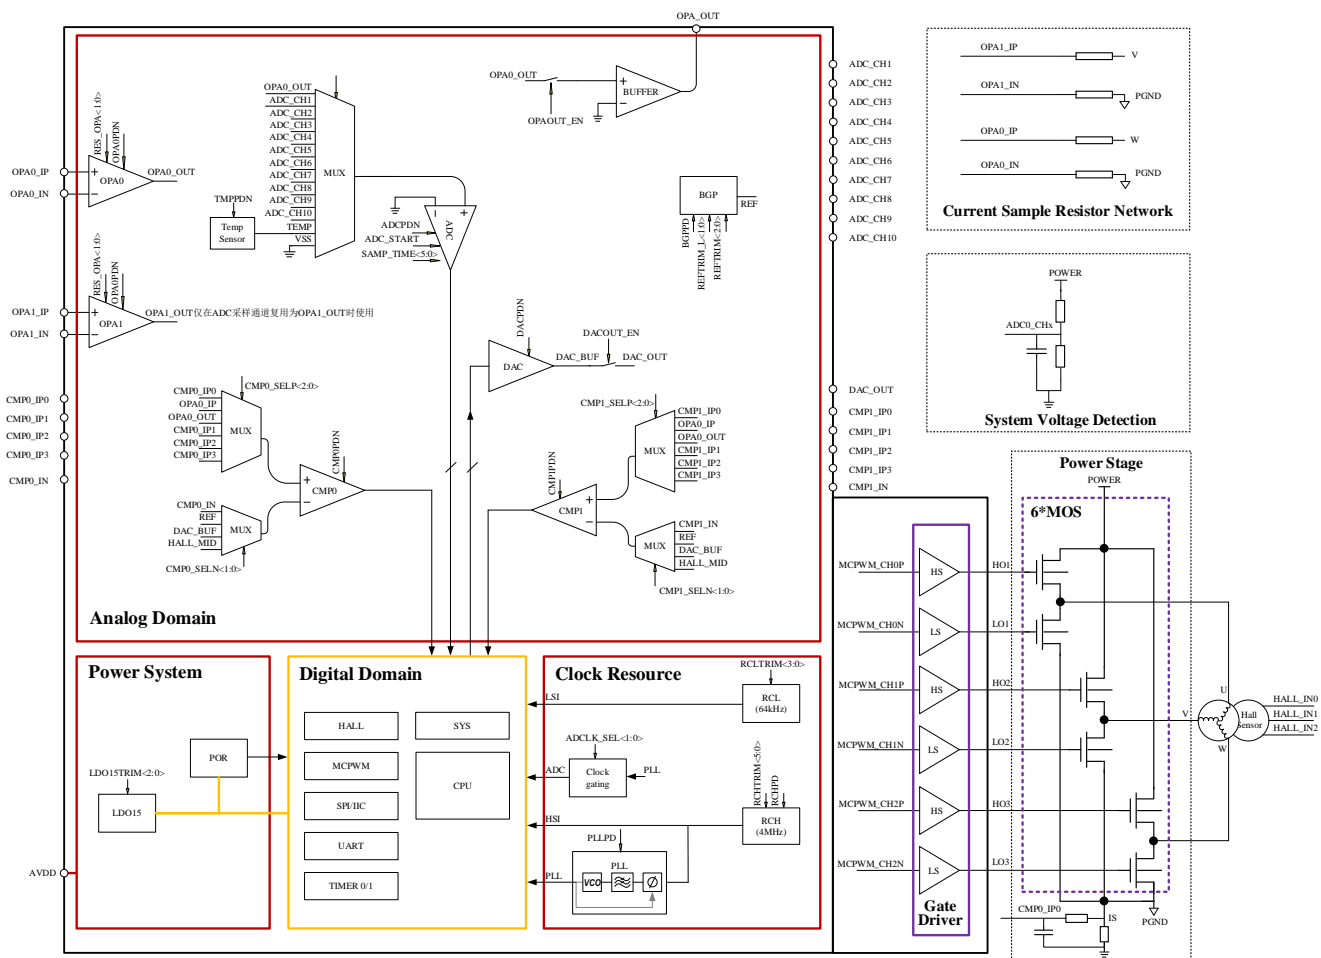 OPA_OUT
OPA0_OUT
BUFFER
OPAOUT_EN
RES_OPA<1:0>
OPA0PDN
OPA0_IP
OPA0_IN
OPA0
OPA0_OUT
OPA0_OUT
ADC_CH1
ADC_CH2
ADC_CH3
ADC_CH4
ADC_CH5
ADC_CH6
ADC_CH7
ADC_CH8
ADC_CH9
ADC_CH10
TEMP
VSS
MUX
TMPPDN
Temp
Sensor
ADC
ADCPDN
ADC_START
SAMP_TIME<5:0>
BGP
REF
BGPPD
REFTRIM_L<1:0>
REFTRIM<2:0>
RES_OPA<1:0>
OPA0PDN
OPA1_IP
OPA1_IN
OPA1
OPA1_OUT仅在ADC采样通道复用为OPA1_OUT时使用
DACPDN
DAC
DACOUT_EN
DAC_BUF
DAC_OUT
CMP0_IP0
CMP0_IP1
CMP0_IP2
CMP0_IP3
CMP0_IN
CMP0_SELP<2:0>
CMP0_IP0
OPA0_IP
OPA0_OUT
CMP0_IP1
CMP0_IP2
CMP0_IP3
MUX
CMP0PDN
CMP0
CMP0_IN
REF
DAC_BUF
HALL_MID
MUX
CMP0_SELN<1:0>
CMP1_SELP<2:0>
CMP1_IP0
OPA0_IP
OPA0_OUT
CMP1_IP1
CMP1_IP2
CMP1_IP3
MUX
CMP1PDN
CMP1
CMP1_IN
REF
DAC_BUF
HALL_MID
MUX
CMP1_SELN<1:0>
Analog Domain
ADC_CH1
ADC_CH2
ADC_CH3
ADC_CH4
ADC_CH5
ADC_CH6
ADC_CH7
ADC_CH8
ADC_CH9
ADC_CH10
DAC_OUT
CMP1_IP0
CMP1_IP1
CMP1_IP2
CMP1_IP3
CMP1_IN
OPA1_IP
V
OPA1_IN
PGND
OPA0_IP
W
OPA0_IN
PGND
Current Sample Resistor Network
POWER
ADC0_CHx
System Voltage Detection
Power System
POR
LDO15TRIM<2:0>
LDO15
AVDD
Digital Domain
HALL
SYS
MCPWM
CPU
SPI/IIC
UART
TIMER 0/1
Clock Resource
RCLTRIM<3:0>
LSI
RCL
(64kHz)
ADCLK_SEL<1:0>
ADC
Clock
gating
PLL
RCHTRIM<5:0>
RCHPD
HSI
RCH
(4MHz)
PLLPD
PLL
PLL
VCO
MCPWM_CH0P
HS
HO1
MCPWM_CH0N
LS
LO1
MCPWM_CH1P
HS
HO2
MCPWM_CH1N
LS
LO2
MCPWM_CH2P
HS
HO3
MCPWM_CH2N
LS
LO3
Gate
Driver
Power Stage
POWER
6*MOS
U
V
W
Hall
Sensor
HALL_IN0
HALL_IN1
HALL_IN2
CMP0_IP0
IS
PGND